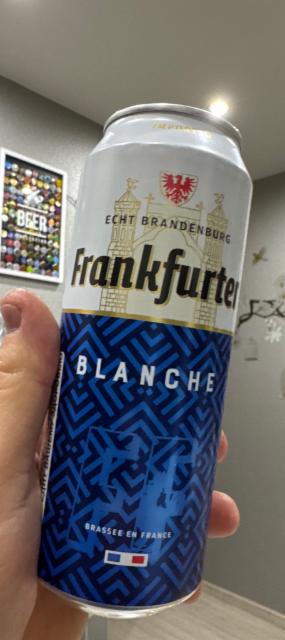 BEER
ECHT BRANDENBURG
Frankfurter
BLANCHE
BRASSÉE EN FRANCE